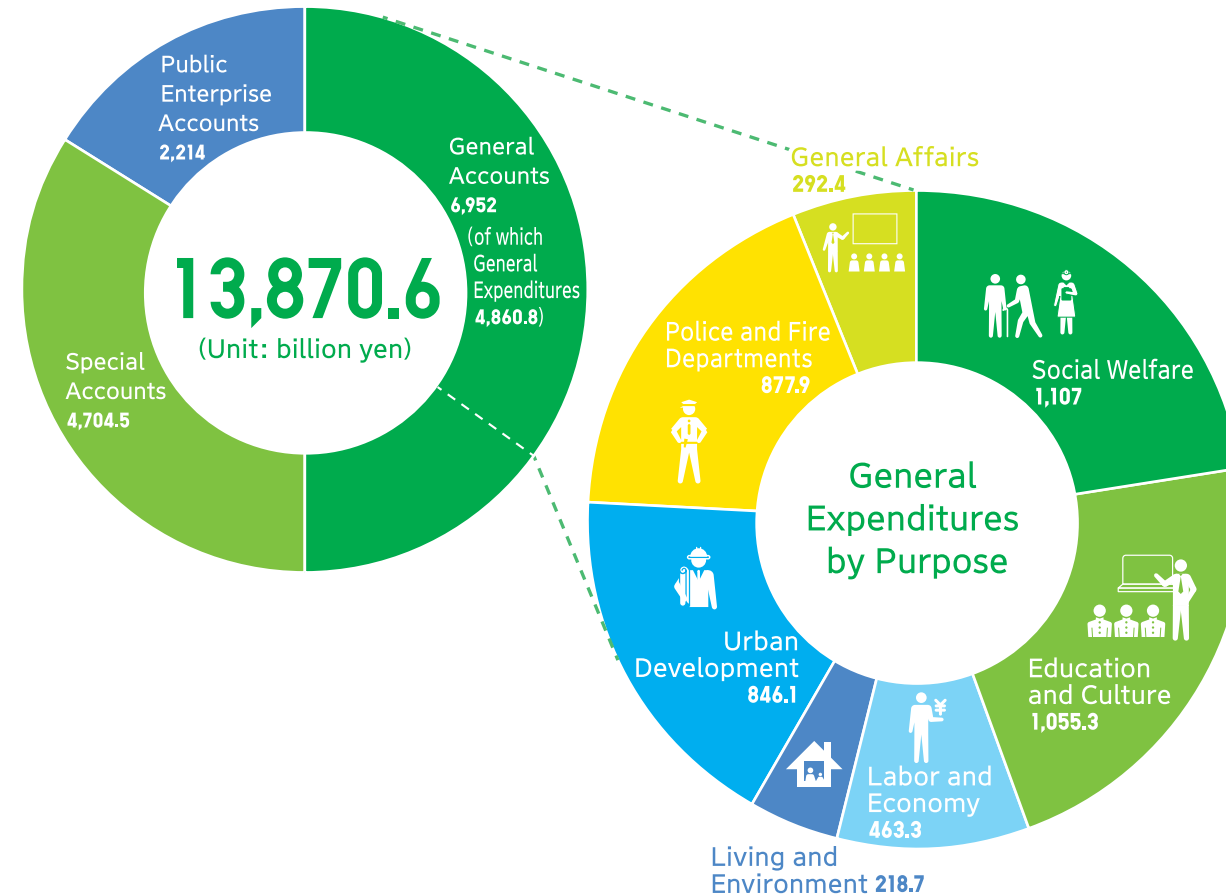 Public
Enterprise
Accounts
2,214
General
Accounts
6,952
(of which
General
Expenditures
4,860.8)
13,870.6
(Unit: billion yen)
Special
Accounts
4,704.5
General Affairs
292.4
Police and Fire
Departments
877.9
Social Welfare
1,107
General
Expenditures
by Purpose
Urban
Development
846.1
Education
and Culture
1,055.3
¥
Labor and
Economy
463.3
Living and
Environment 218.7